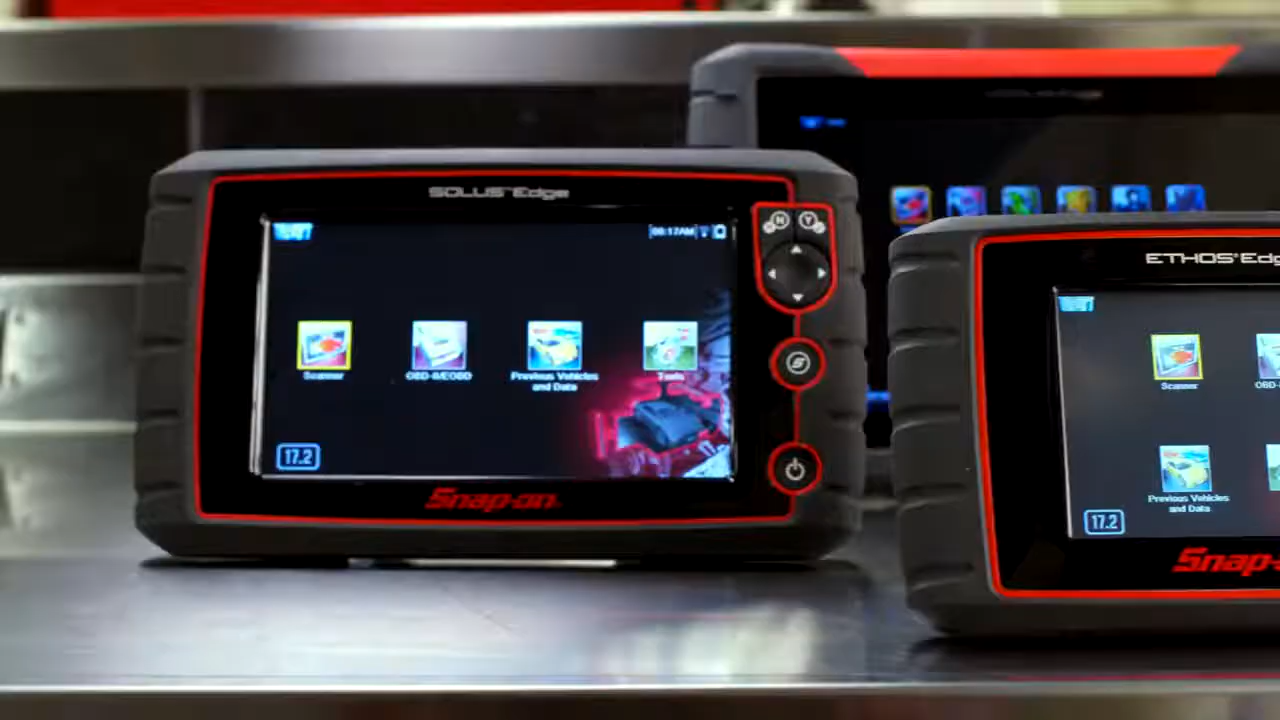 SOLUS Edge
08:17AM
Scanner
OBD-II/EOBD
Previous Vehicles
and Data
Tools
17.2
Snap-on
N
Y
S
ETHOS Edg
Scanner
OBD-
Previous Vehicles
and Data
17.2
Snap-